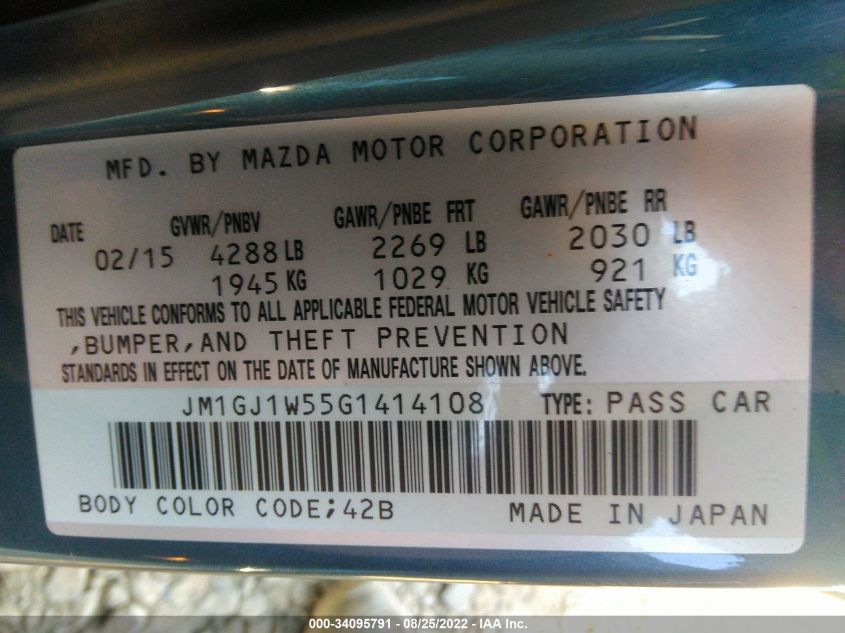 MFD. BY MAZDA MOTOR CORPORATION
DATE GVWR/PNBV GAWR/PNBE FRT GAWR/PNBE RR
02/15 4288 LB 2269 LB 2030 LB
1945 KG 1029 KG 921 KG
THIS VEHICLE CONFORMS TO ALL APPLICABLE FEDERAL MOTOR VEHICLE SAFETY
,BUMPER,AND THEFT PREVENTION
STANDARDS IN EFFECT ON THE DATE OF MANUFACTURE SHOWN ABOVE.
JM1GJ1W55G1414108 TYPE: PASS CAR
BODY COLOR CODE;42B MADE IN JAPAN
000-34095791 - 08/25/2022 - IAA Inc.